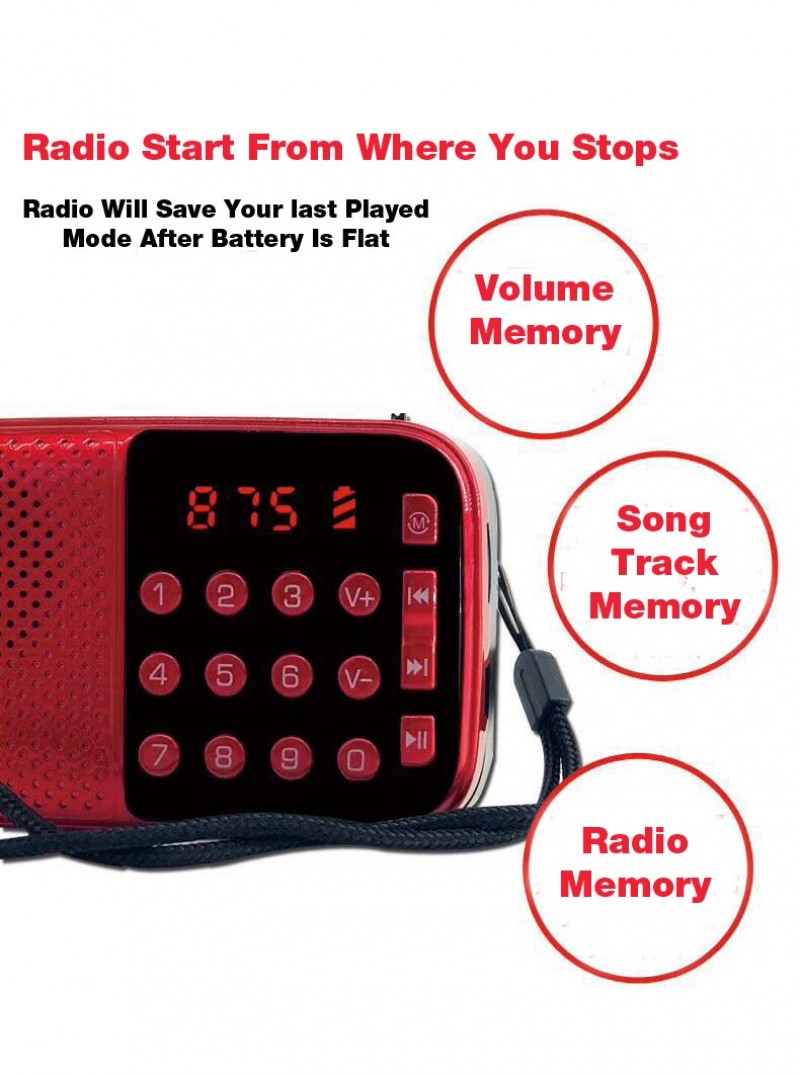 Radio Start From Where You Stops
Radio Will Save Your last Played
Mode After Battery Is Flat
Volume
Memory
Song
Track
Memory
Radio
Memory
875
M
1 2 3 V+
4 5 6 V-
7 8 9 0